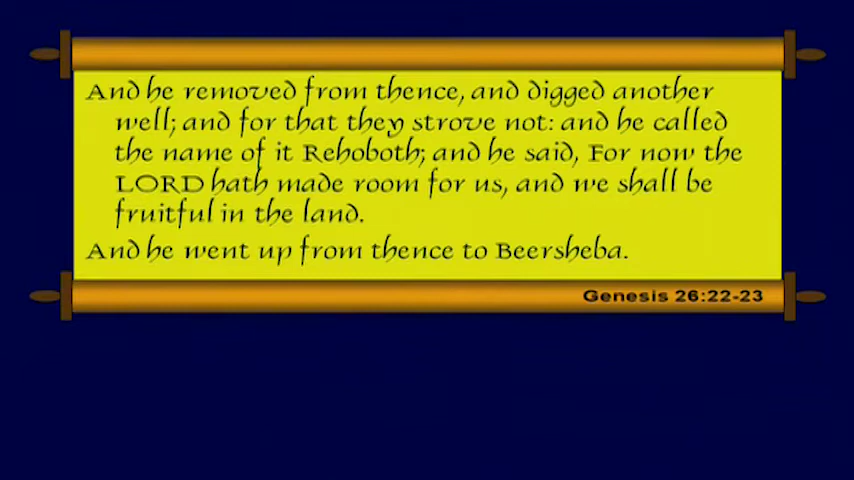 And he removed from thence, and digged another
well; and for that they strove not: and he called
the name of it Rehoboth; and he said, For now the
LORD hath made room for us, and we shall be
fruitful in the land.
And he went up from thence to Beersheba.
Genesis 26:22-23